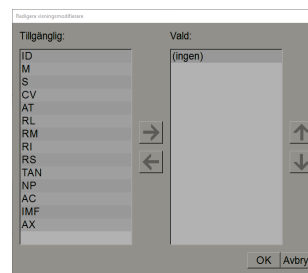 Redigera visningsmodifierare
Tillgänglig:
ID
M
S
CV
AT
RL
RM
RI
RS
TAN
NP
AC
IMF
AX
Vald:
(ingen)
OK
Avbry